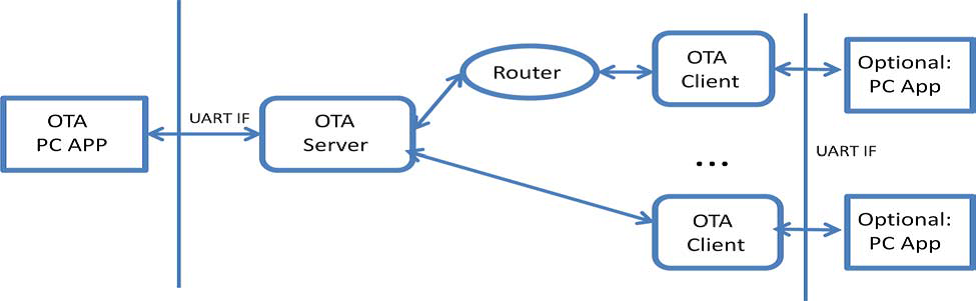 OTA
PC APP
UART IF
OTA
Server
Router
OTA
Client
Optional:
PC App
...
UART IF
OTA
Client
Optional:
PC App